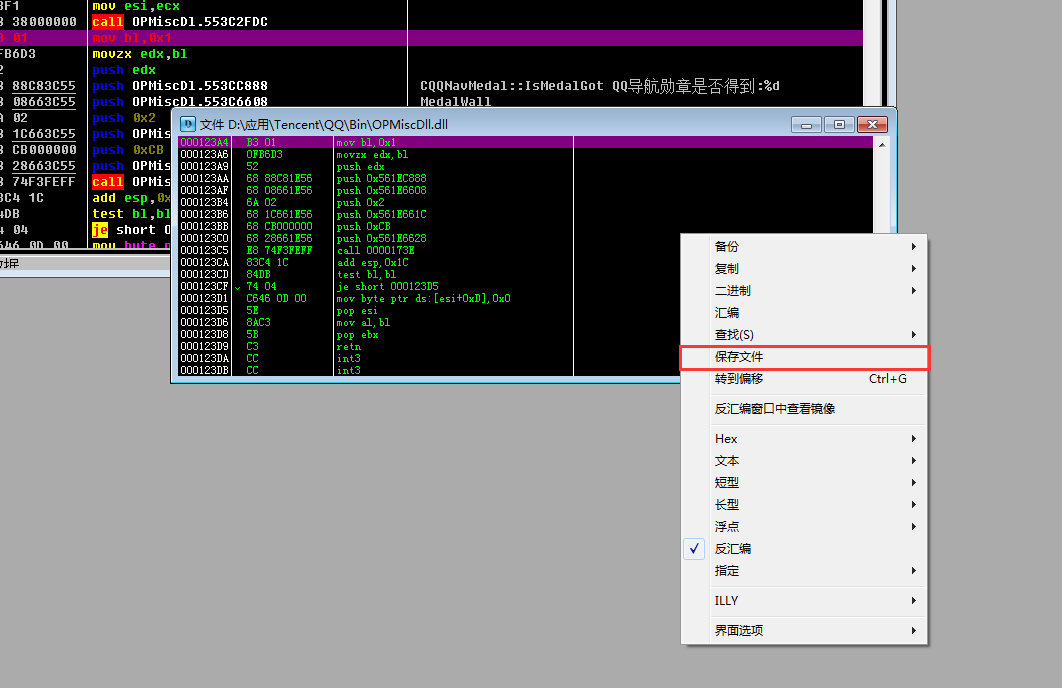 3F1 mov esi,ecx
3 38000000 call OPMiscDl.553C2FDC
3 01 mov bl,0x1
FB6D3 movzx edx,bl
2 push edx
3 88C83C55 push OPMiscDl.553CC888 CQQNavMedal::IsMedalGot QQ导航勋章是否得到:%d
3 08663C55 push OPMiscDl.553C6608 MedalWall
A 02 push 0x2
3 1C663C55 push OPMis
3 CB000000 push 0xCB
3 28663C55 push OPMis
3 74F3FEFF call OPMis
3C4 1C add esp,0x
4DB test bl,bl
4 04 je short 0
646 0D 00 mov byte p
数据
文件 D:\应用\Tencent\QQ\Bin\OPMiscDll.dll
000123A4 B3 01 mov bl,0x1
000123A6 0FB6D3 movzx edx,bl
000123A9 52 push edx
000123AA 68 88C81E56 push 0x561EC888
000123AF 68 08661E56 push 0x561E6608
000123B4 6A 02 push 0x2
000123B6 68 1C661E56 push 0x561E661C
000123BB 68 CB000000 push 0xCB
000123C0 68 28661E56 push 0x561E6628
000123C5 E8 74F3FEFF call 0000173E
000123CA 83C4 1C add esp,0x1C
000123CD 84DB test bl,bl
000123CF 74 04 je short 000123D5
000123D1 C646 0D 00 mov byte ptr ds:[esi+0xD],0x0
000123D5 5E pop esi
000123D6 8AC3 mov al,bl
000123D8 5B pop ebx
000123D9 C3 retn
000123DA CC int3
000123DB CC int3
备份
复制
二进制
汇编
查找(S)
保存文件
转到偏移 Ctrl+G
反汇编窗口中查看镜像
Hex
文本
短型
长型
浮点
反汇编
指定
ILLY
界面选项